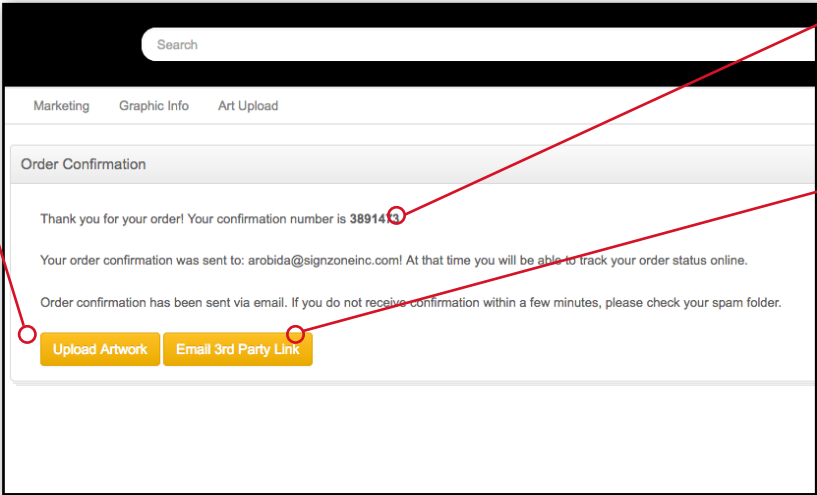 Search
Marketing Graphic Info Art Upload
Order Confirmation
Thank you for your order! Your confirmation number is 3891473
Your order confirmation was sent to: arobida@signzoneinc.com! At that time you will be able to track your order status online.
Order confirmation has been sent via email. If you do not receive confirmation within a few minutes, please check your spam folder.
Upload Artwork Email 3rd Party Link